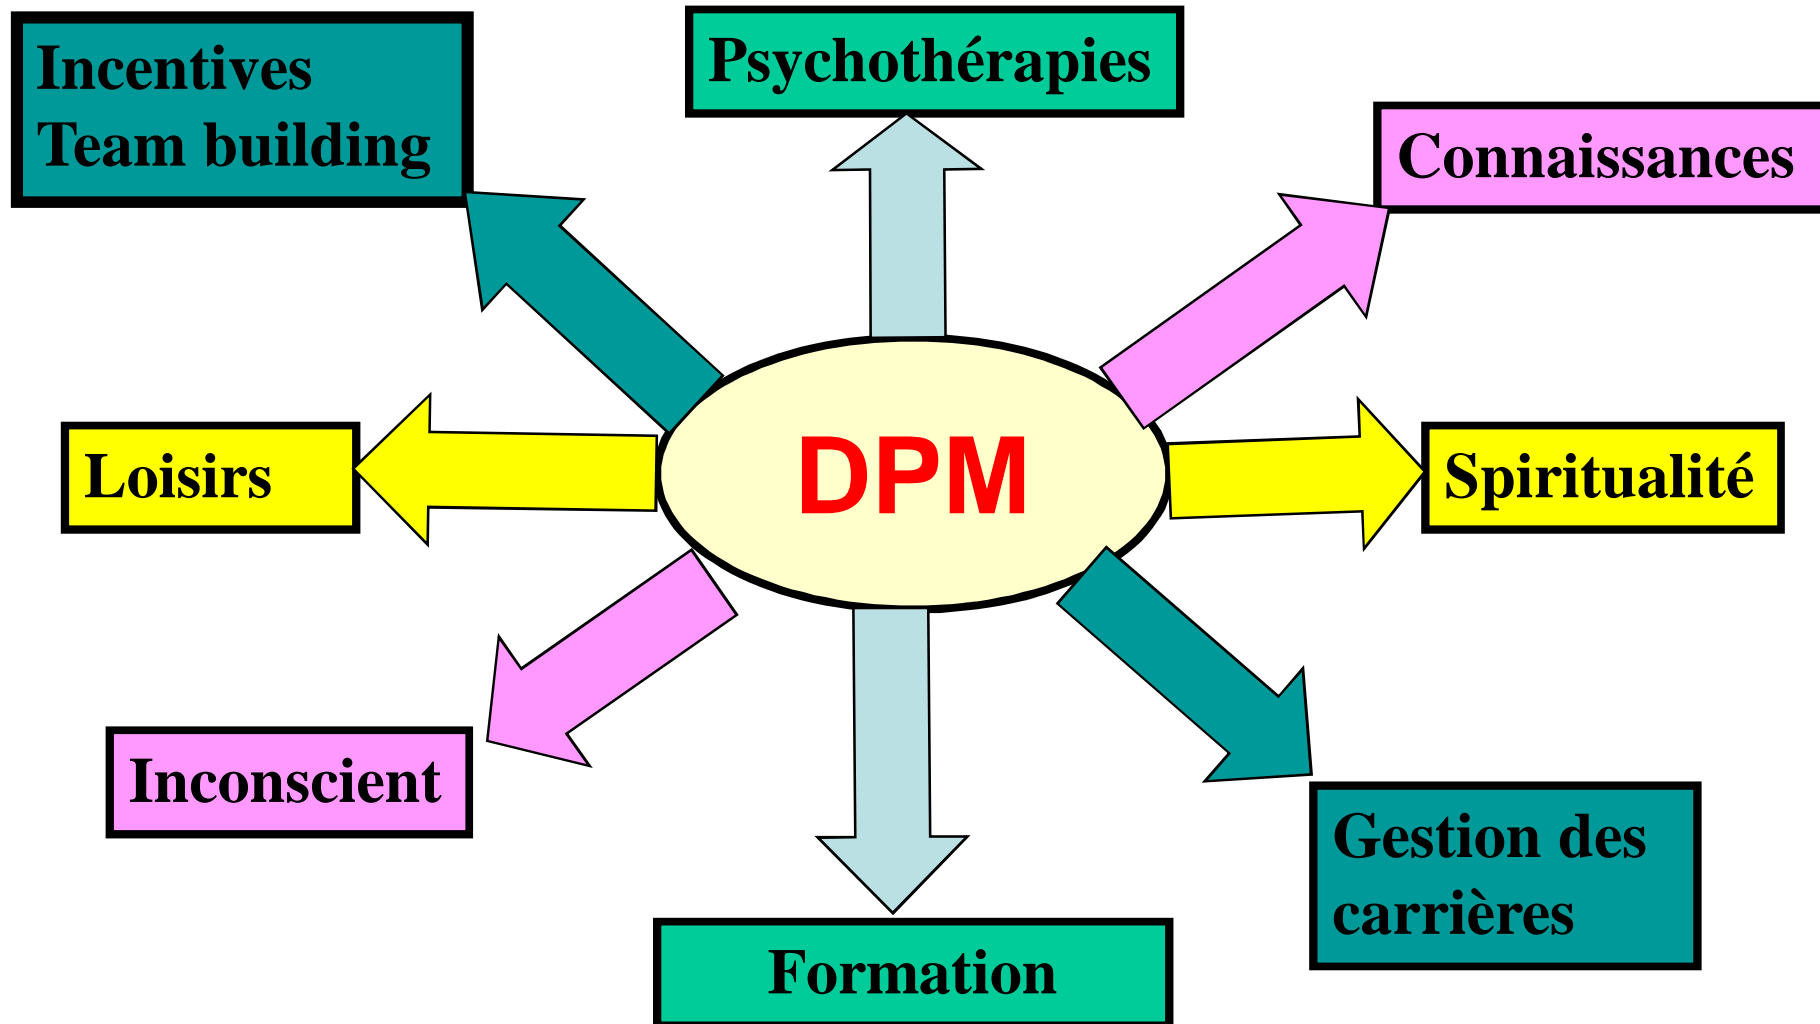 Incentives
Team building
Psychothérapies
Connaissances
Loisirs
DPM
Spiritualité
Inconscient
Gestion des
carrières
Formation